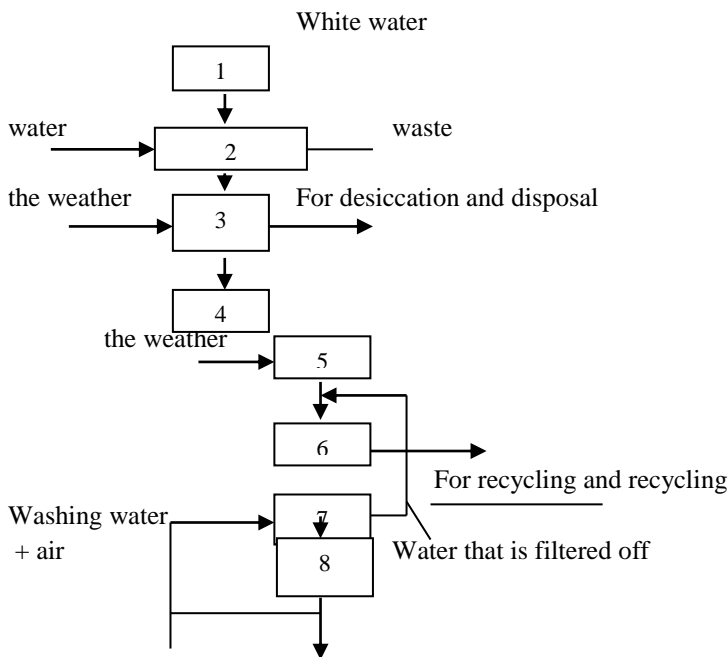 White water
1
water
2
waste
the weather
3
For desiccation and disposal
4
the weather
5
6
For recycling and recycling
Washing water
+ air
7
8
Water that is filtered off